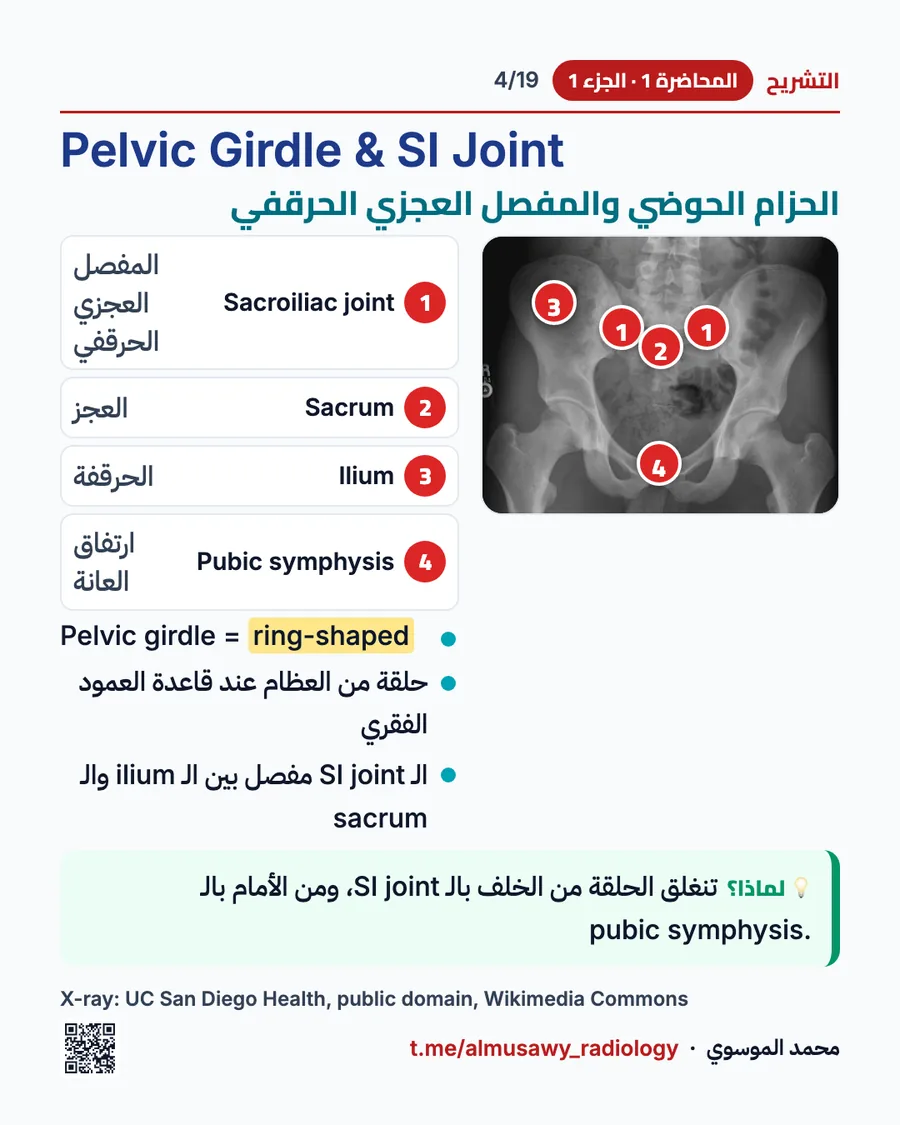 التشريح المحاضرة 1 · الجزء 1 4/19
Pelvic Girdle & SI Joint
الحزام الحوضي والمفصل العجزي الحرقفي
3
1
1
2
4
1 Sacroiliac joint المفصل
العجزي
الحرقفي
2 Sacrum العجز
3 Ilium الحرقفة
4 Pubic symphysis ارتفاق
العانة
Pelvic girdle = ring-shaped
حلقة من العظام عند قاعدة العمود
الفقري
الـ SI joint مفصل بين الـ ilium والـ
sacrum
لماذا؟ تنغلق الحلقة من الخلف بالـ SI joint، ومن الأمام بالـ
pubic symphysis.
X-ray: UC San Diego Health, public domain, Wikimedia Commons
محمد الموسوي · t.me/almusawy_radiology